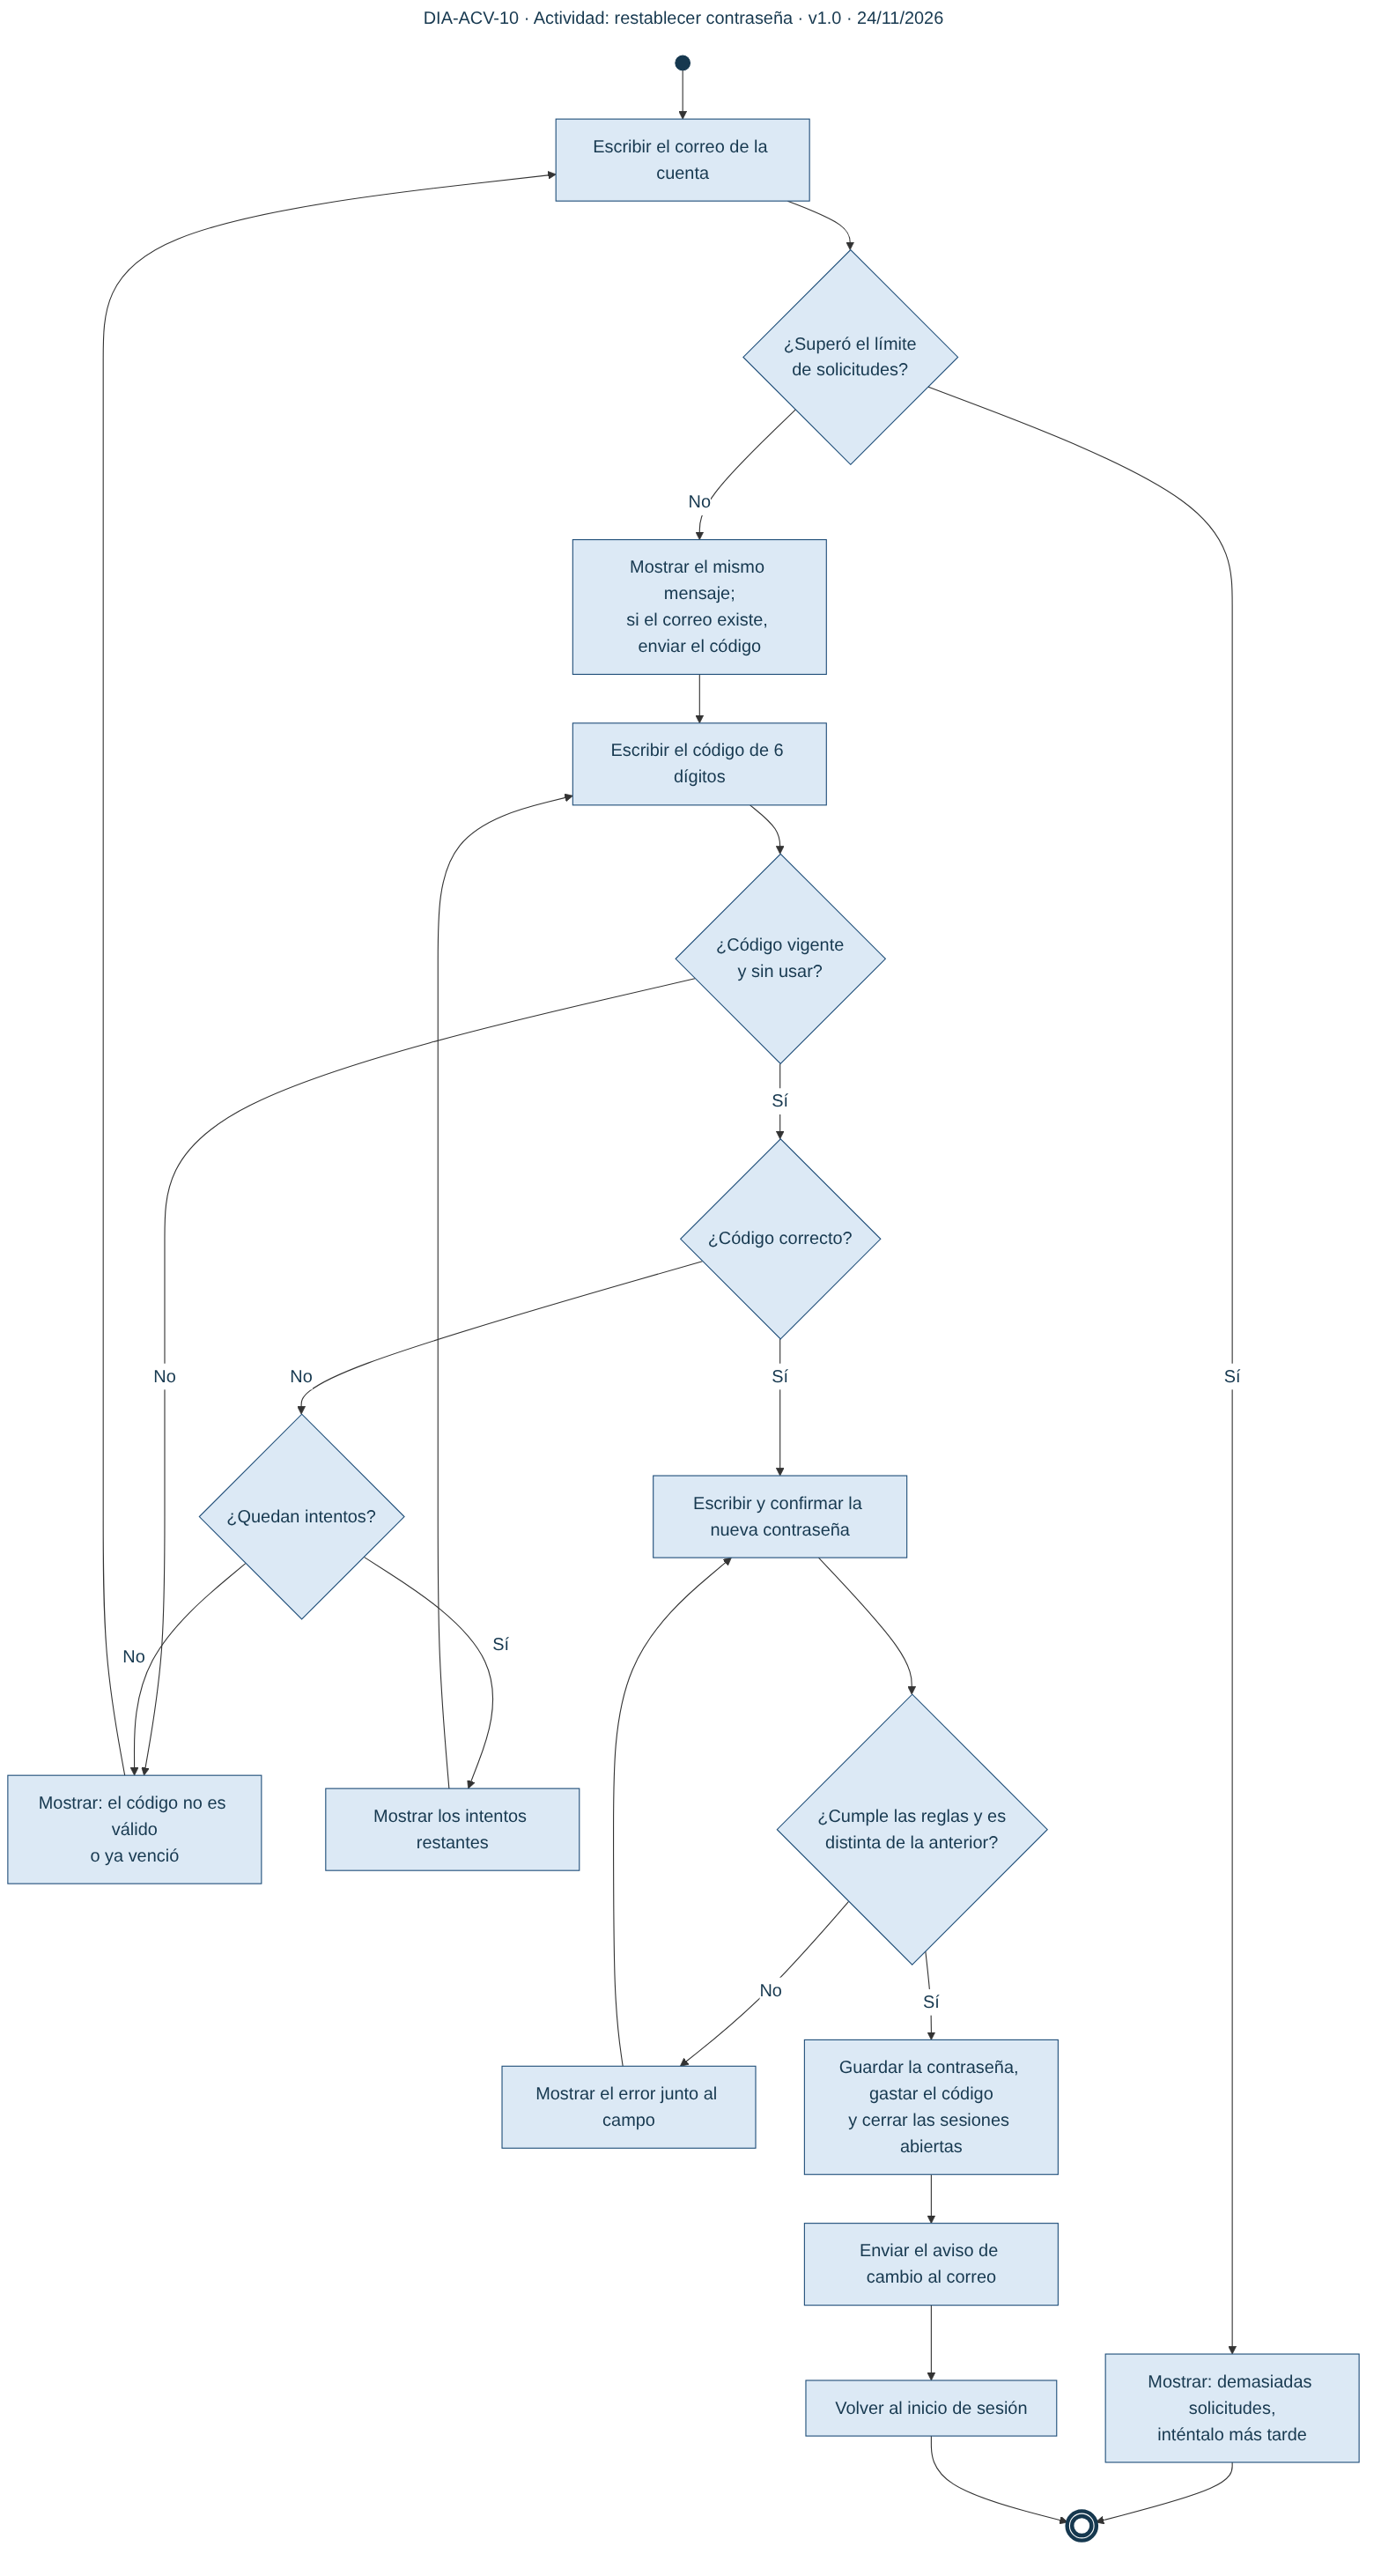 DIA-ACV-10 · Actividad: restablecer contraseña · v1.0 · 24/11/2026
Escribir el correo de la
cuenta
¿Superó el límite
de solicitudes?
No
Mostrar el mismo
mensaje;
si el correo existe,
enviar el código
Escribir el código de 6
dígitos
¿Código vigente
y sin usar?
Sí
¿Código correcto?
No
No
Sí
Sí
¿Quedan intentos?
Escribir y confirmar la
nueva contraseña
No
Sí
Mostrar: el código no es
válido
o ya venció
Mostrar los intentos
restantes
¿Cumple las reglas y es
distinta de la anterior?
No
Sí
Mostrar el error junto al
campo
Guardar la contraseña,
gastar el código
y cerrar las sesiones
abiertas
Enviar el aviso de
cambio al correo
Volver al inicio de sesión
Mostrar: demasiadas
solicitudes,
inténtalo más tarde